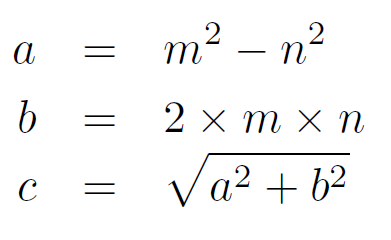 a = m² − n²
b = 2 × m × n
c = √(a² + b²)